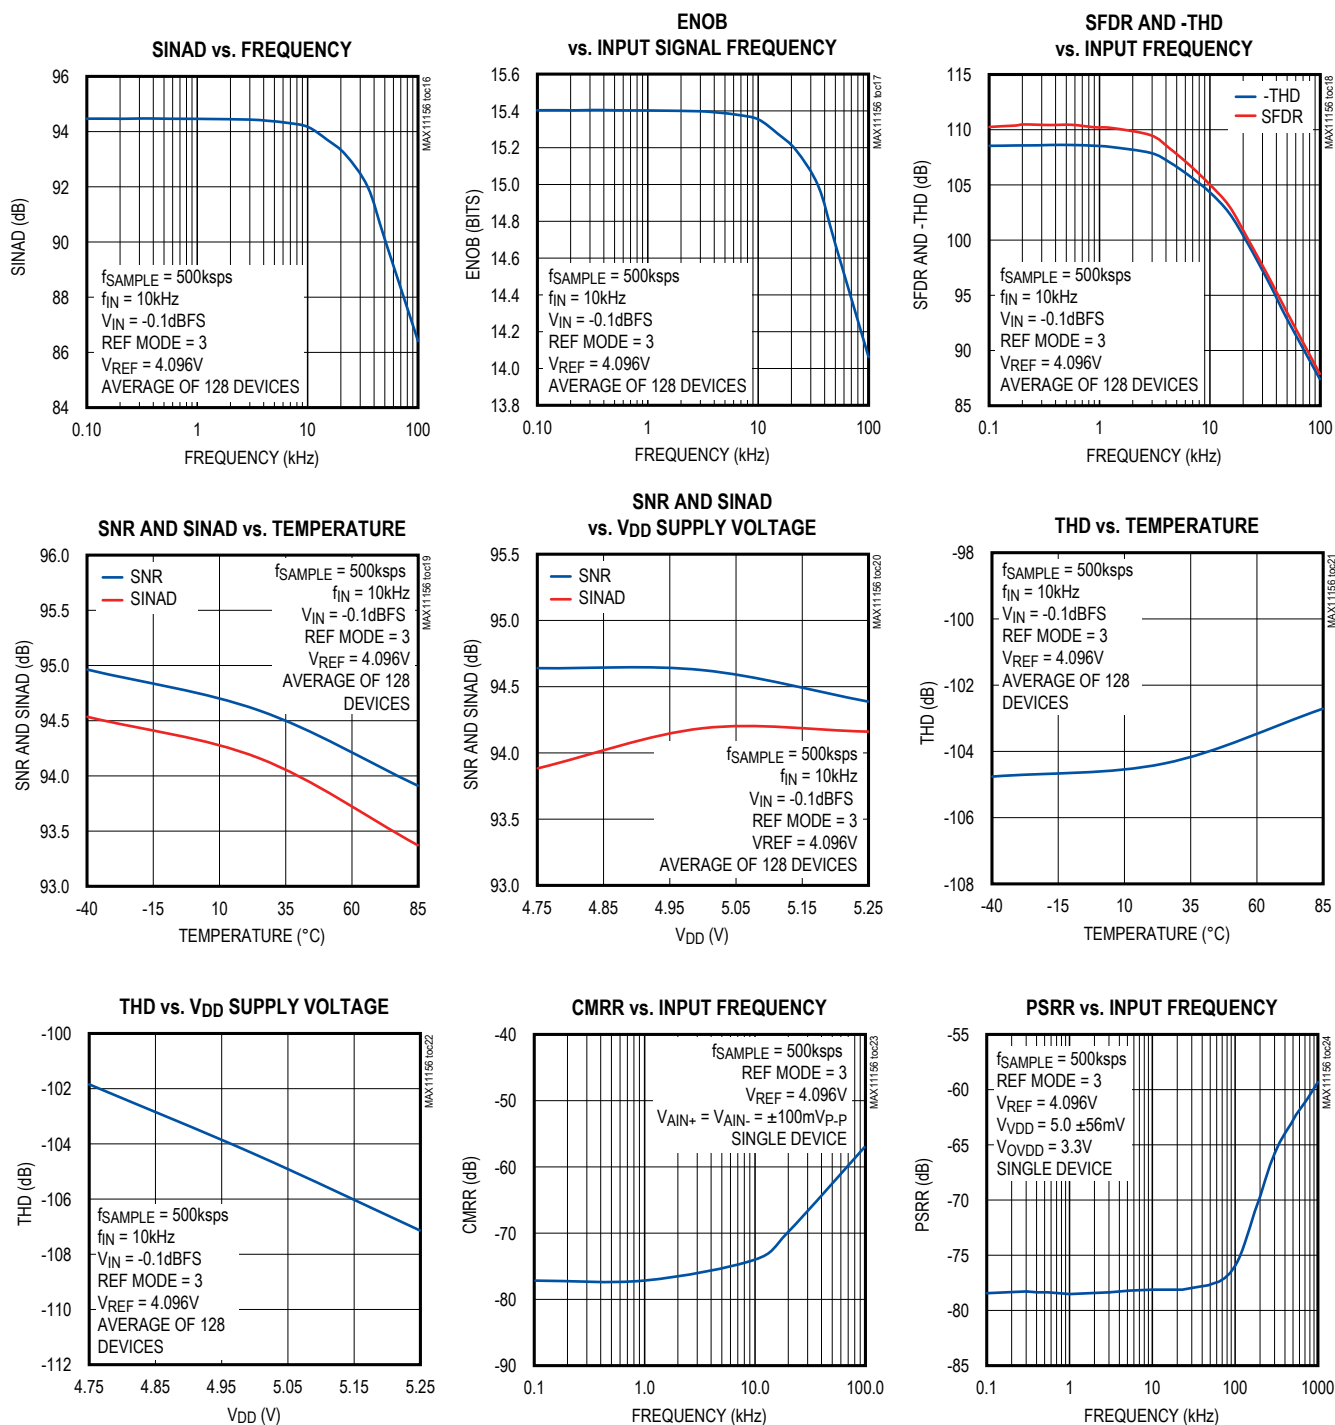 SINAD vs. FREQUENCY
MAX11156 toc16
SINAD (dB)
96
94
92
90
88
86
84
fSAMPLE = 500ksps
fIN = 10kHz
VIN = -0.1dBFS
REF MODE = 3
VREF = 4.096V
AVERAGE OF 128 DEVICES
0.10 1 10 100
FREQUENCY (kHz)
ENOB
vs. INPUT SIGNAL FREQUENCY
MAX11156 toc17
ENOB (BITS)
15.6
15.4
15.2
15.0
14.8
14.6
14.4
14.2
14.0
13.8
fSAMPLE = 500ksps
fIN = 10kHz
VIN = -0.1dBFS
REF MODE = 3
VREF = 4.096V
AVERAGE OF 128 DEVICES
0.10 1 10 100
FREQUENCY (kHz)
SFDR AND -THD
vs. INPUT FREQUENCY
MAX11156 toc18
SFDR AND -THD (dB)
115
110
105
100
95
90
85
-THD
SFDR
fSAMPLE = 500ksps
fIN = 10kHz
VIN = -0.1dBFS
REF MODE = 3
VREF = 4.096V
AVERAGE OF 128 DEVICES
0.1 1 10 100
FREQUENCY (kHz)
SNR AND SINAD vs. TEMPERATURE
MAX11156 toc19
SNR AND SINAD (dB)
96.0
95.5
95.0
94.5
94.0
93.5
93.0
SNR
SINAD
fSAMPLE = 500ksps
fIN = 10kHz
VIN = -0.1dBFS
REF MODE = 3
VREF = 4.096V
AVERAGE OF 128
DEVICES
-40 -15 10 35 60 85
TEMPERATURE (°C)
SNR AND SINAD
vs. VDD SUPPLY VOLTAGE
MAX11156 toc20
SNR AND SINAD (dB)
95.5
95.0
94.5
94.0
93.5
93.0
SNR
SINAD
fSAMPLE = 500ksps
fIN = 10kHz
VIN = -0.1dBFS
REF MODE = 3
VREF = 4.096V
AVERAGE OF 128 DEVICES
4.75 4.85 4.95 5.05 5.15 5.25
VDD (V)
THD vs. TEMPERATURE
MAX11156 toc21
THD (dB)
-98
-100
-102
-104
-106
-108
fSAMPLE = 500ksps
fIN = 10kHz
VIN = -0.1dBFS
REF MODE = 3
VREF = 4.096V
AVERAGE OF 128
DEVICES
-40 -15 10 35 60 85
TEMPERATURE (°C)
THD vs. VDD SUPPLY VOLTAGE
MAX11156 toc22
THD (dB)
-100
-102
-104
-106
-108
-110
-112
fSAMPLE = 500ksps
fIN = 10kHz
VIN = -0.1dBFS
REF MODE = 3
VREF = 4.096V
AVERAGE OF 128
DEVICES
4.75 4.85 4.95 5.05 5.15 5.25
VDD (V)
CMRR vs. INPUT FREQUENCY
MAX11156 toc23
CMRR (dB)
-40
-50
-60
-70
-80
-90
fSAMPLE = 500ksps
REF MODE = 3
VREF = 4.096V
VAIN+ = VAIN- = ±100mVP-P
SINGLE DEVICE
0.1 1.0 10.0 100.0
FREQUENCY (kHz)
PSRR vs. INPUT FREQUENCY
MAX11156 toc24
PSRR (dB)
-55
-60
-65
-70
-75
-80
-85
fSAMPLE = 500ksps
REF MODE = 3
VREF = 4.096V
VVDD = 5.0 ±56mV
VOVDD = 3.3V
SINGLE DEVICE
0.1 1 10 100 1000
FREQUENCY (kHz)